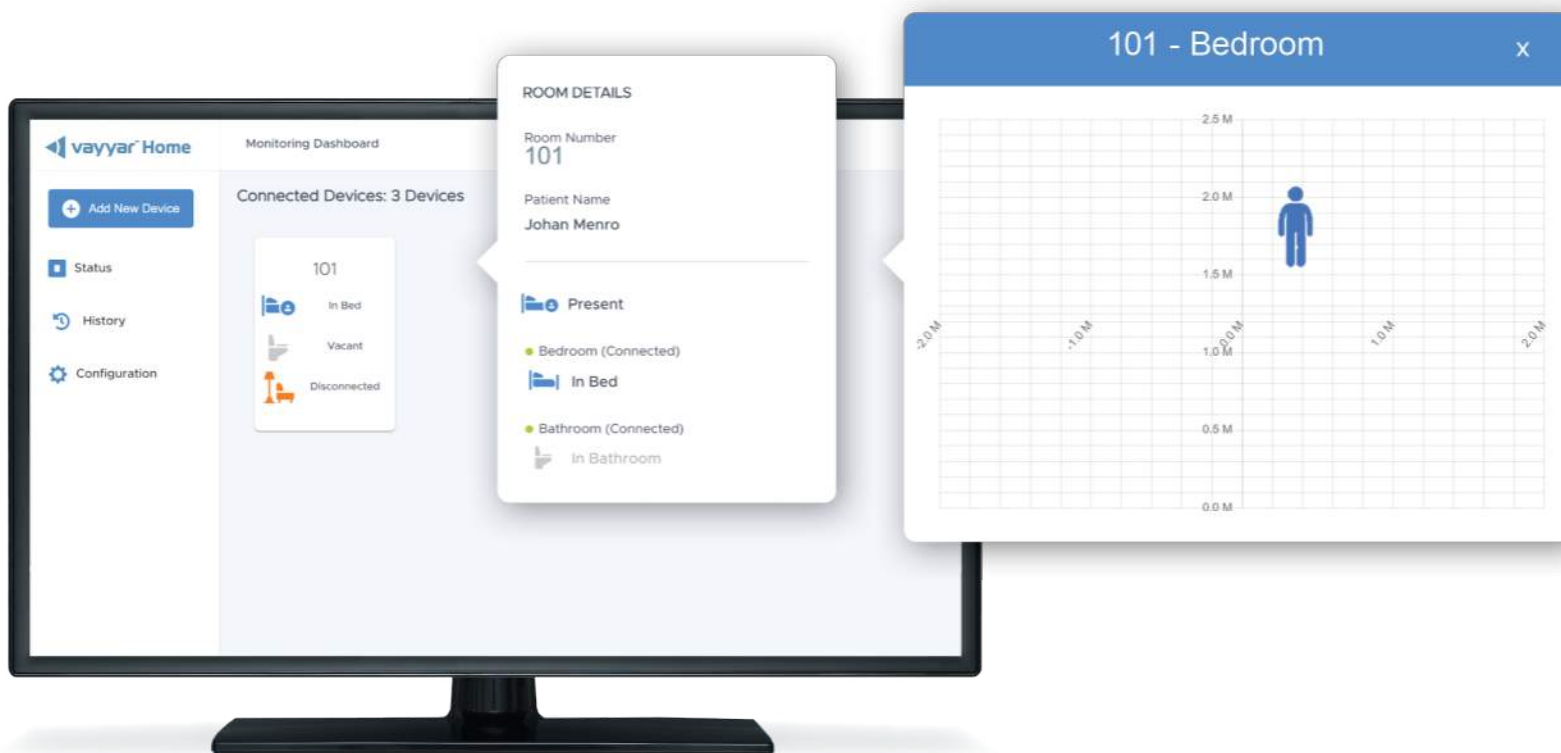 vayyar Home
Monitoring Dashboard
Add New Device
Status
History
Configuration
Connected Devices: 3 Devices
101
In Bed
Vacant
Disconnected
ROOM DETAILS
Room Number
101
Patient Name
Johan Menro
Present
Bedroom (Connected)
In Bed
Bathroom (Connected)
In Bathroom
101 - Bedroom
x
2.5 M
2.0 M
1.5 M
-2.0 M
-1.0 M
0.0 M
1.0 M
2.0 M
1.0 M
0.5 M
0.0 M